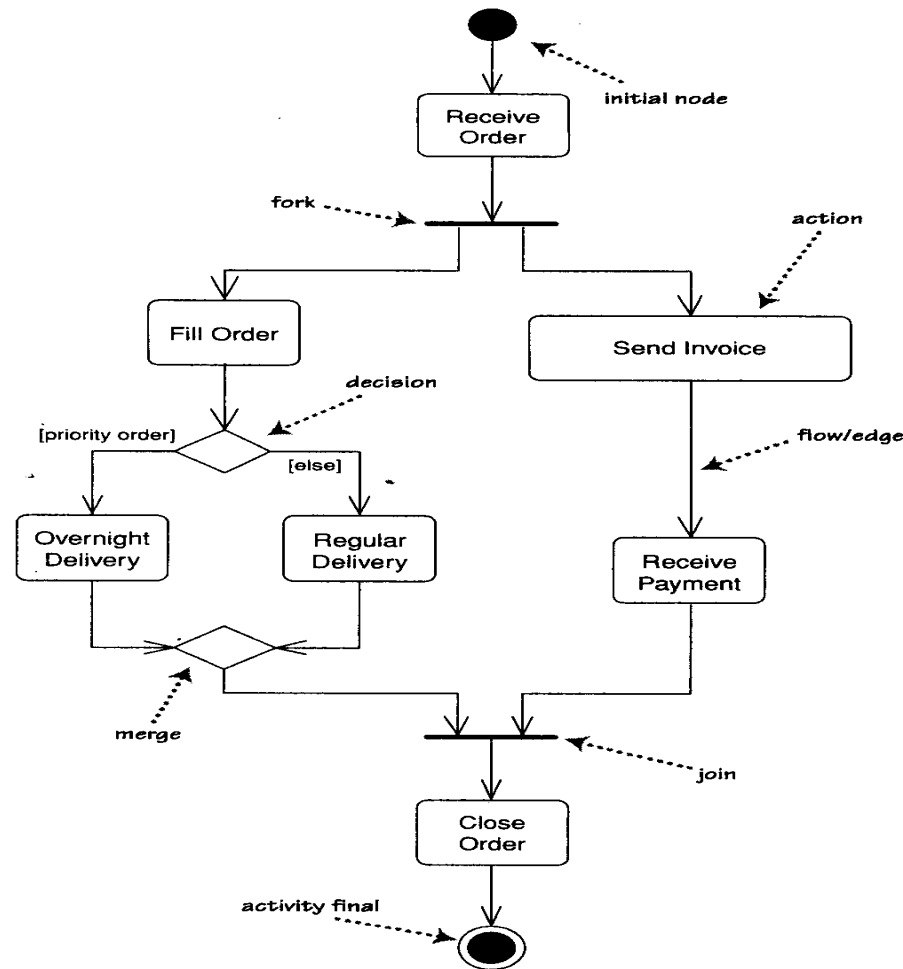 initial node
Receive
Order
fork
action
Fill Order
Send Invoice
decision
[priority order]
[else]
flow/edge
Overnight
Delivery
Regular
Delivery
Receive
Payment
merge
join
Close
Order
activity final